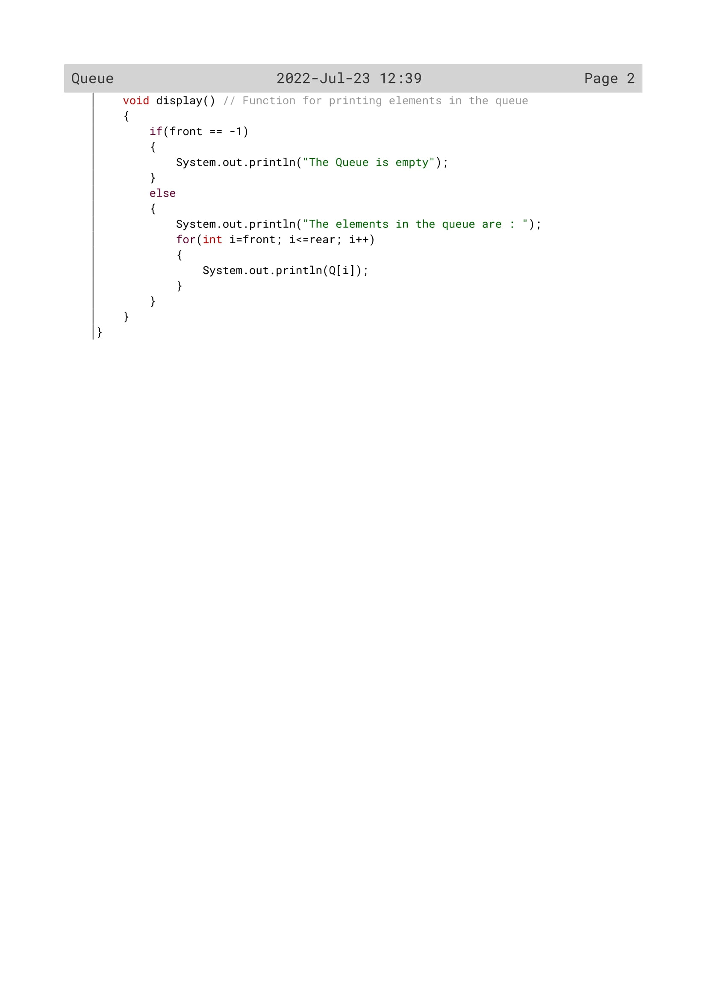 Queue 2022-Jul-23 12:39 Page 2
void display() // Function for printing elements in the queue
{
if(front == -1)
{
System.out.println("The Queue is empty");
}
else
{
System.out.println("The elements in the queue are : ");
for(int i=front; i<=rear; i++)
{
System.out.println(Q[i]);
}
}
}
}